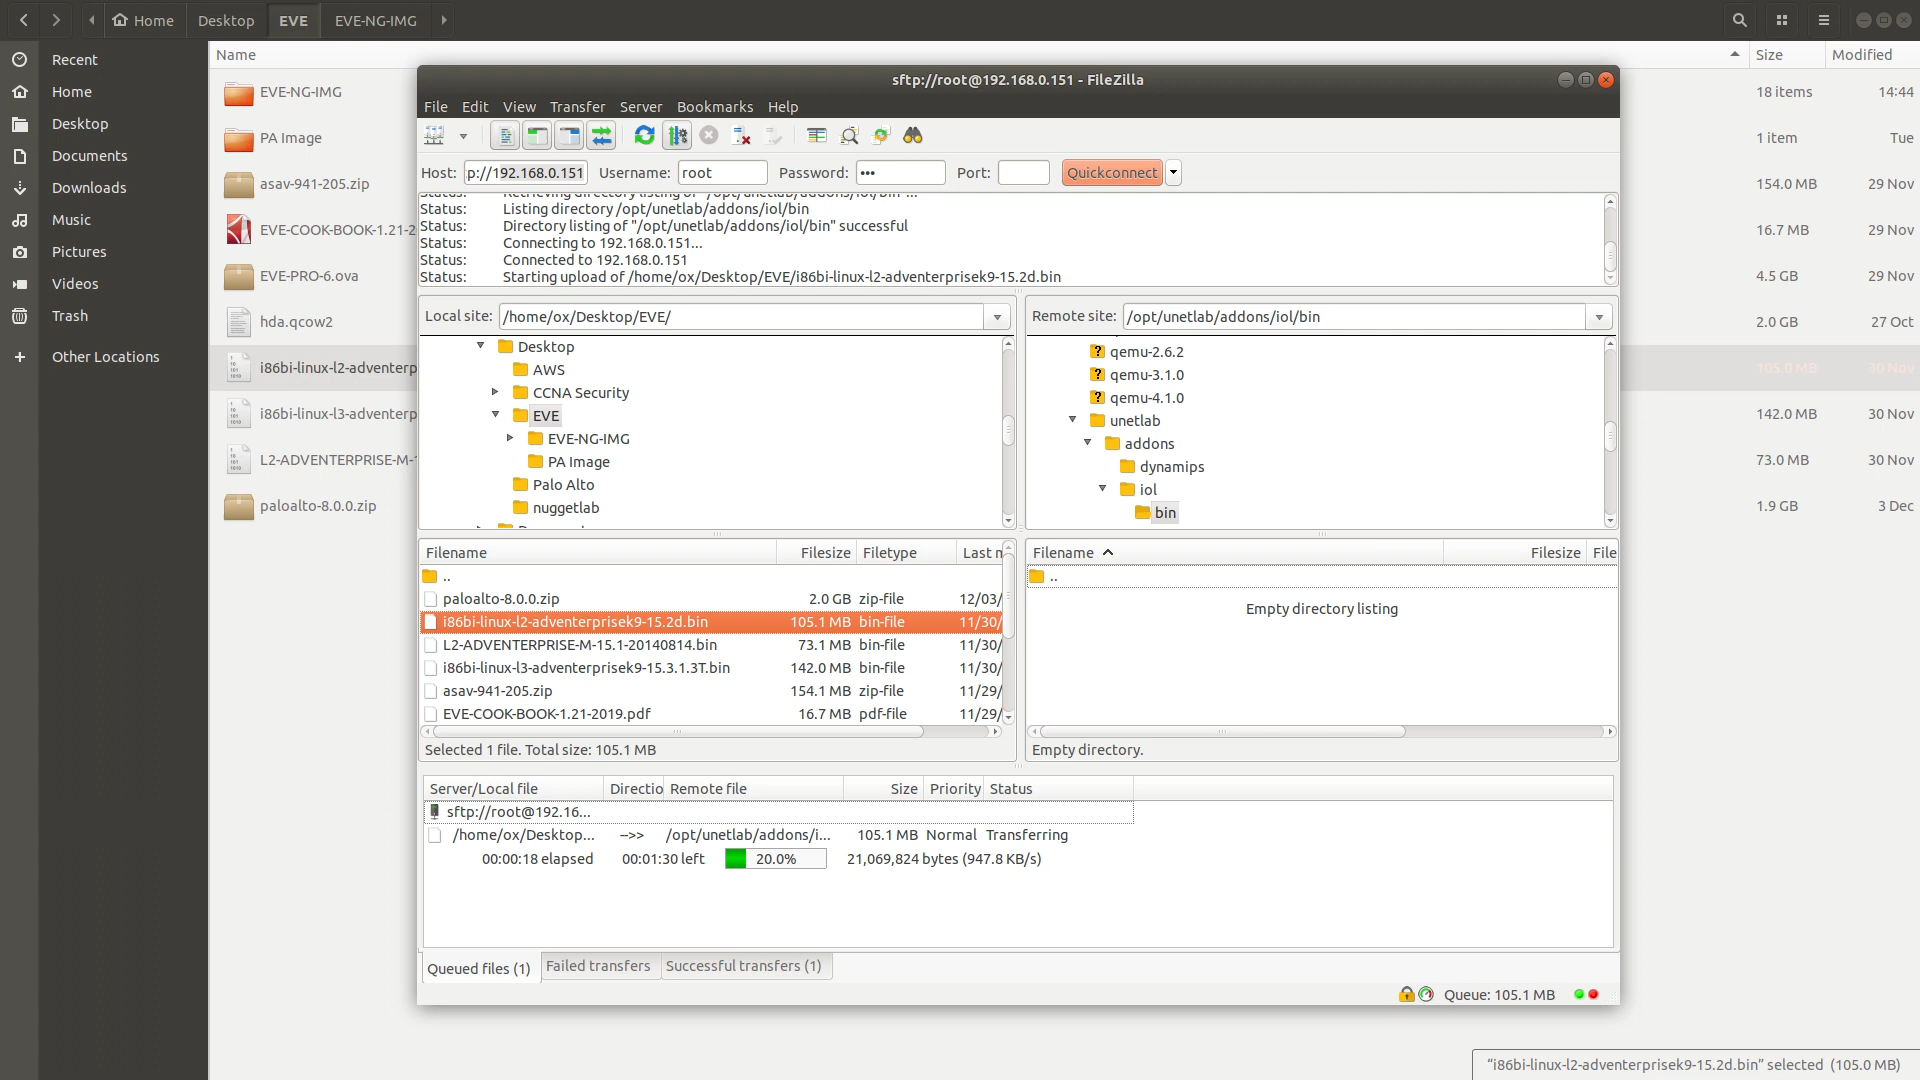 Home
Desktop
EVE
EVE-NG-IMG
Recent
Home
Desktop
Documents
Downloads
Music
Pictures
Videos
Trash
Other Locations
Name
Size
Modified
EVE-NG-IMG
18 items
14:44
PA Image
1 item
Tue
asav-941-205.zip
154.0 MB
29 Nov
EVE-COOK-BOOK-1.21-2
16.7 MB
29 Nov
EVE-PRO-6.ova
4.5 GB
29 Nov
hda.qcow2
2.0 GB
27 Oct
i86bi-linux-l2-adventerp
105.0 MB
30 Nov
i86bi-linux-l3-adventerp
142.0 MB
30 Nov
L2-ADVENTERPRISE-M-1
73.0 MB
30 Nov
paloalto-8.0.0.zip
1.9 GB
3 Dec
sftp://root@192.168.0.151 - FileZilla
File Edit View Transfer Server Bookmarks Help
Host: p://192.168.0.151 Username: root Password: ••• Port: Quickconnect
Status: Retrieving directory listing of "/opt/unetlab/addons/iol/bin"...
Status: Listing directory /opt/unetlab/addons/iol/bin
Status: Directory listing of "/opt/unetlab/addons/iol/bin" successful
Status: Connecting to 192.168.0.151...
Status: Connected to 192.168.0.151
Status: Starting upload of /home/ox/Desktop/EVE/i86bi-linux-l2-adventerprisek9-15.2d.bin
Local site: /home/ox/Desktop/EVE/
Desktop
AWS
CCNA Security
EVE
EVE-NG-IMG
PA Image
Palo Alto
nuggetlab
Remote site: /opt/unetlab/addons/iol/bin
qemu-2.6.2
qemu-3.1.0
qemu-4.1.0
unetlab
addons
dynamips
iol
bin
Filename Filesize Filetype Last m
..
paloalto-8.0.0.zip 2.0 GB zip-file 12/03/
i86bi-linux-l2-adventerprisek9-15.2d.bin 105.1 MB bin-file 11/30/
L2-ADVENTERPRISE-M-15.1-20140814.bin 73.1 MB bin-file 11/30/
i86bi-linux-l3-adventerprisek9-15.3.1.3T.bin 142.0 MB bin-file 11/30/
asav-941-205.zip 154.1 MB zip-file 11/29/
EVE-COOK-BOOK-1.21-2019.pdf 16.7 MB pdf-file 11/29/
Selected 1 file. Total size: 105.1 MB
Filename Filesize File
..
Empty directory listing
Empty directory.
Server/Local file Directio Remote file Size Priority Status
sftp://root@192.16...
/home/ox/Desktop... -->> /opt/unetlab/addons/i... 105.1 MB Normal Transferring
00:00:18 elapsed 00:01:30 left 20.0% 21,069,824 bytes (947.8 KB/s)
Queued files (1) Failed transfers Successful transfers (1)
Queue: 105.1 MB
"i86bi-linux-l2-adventerprisek9-15.2d.bin" selected (105.0 MB)